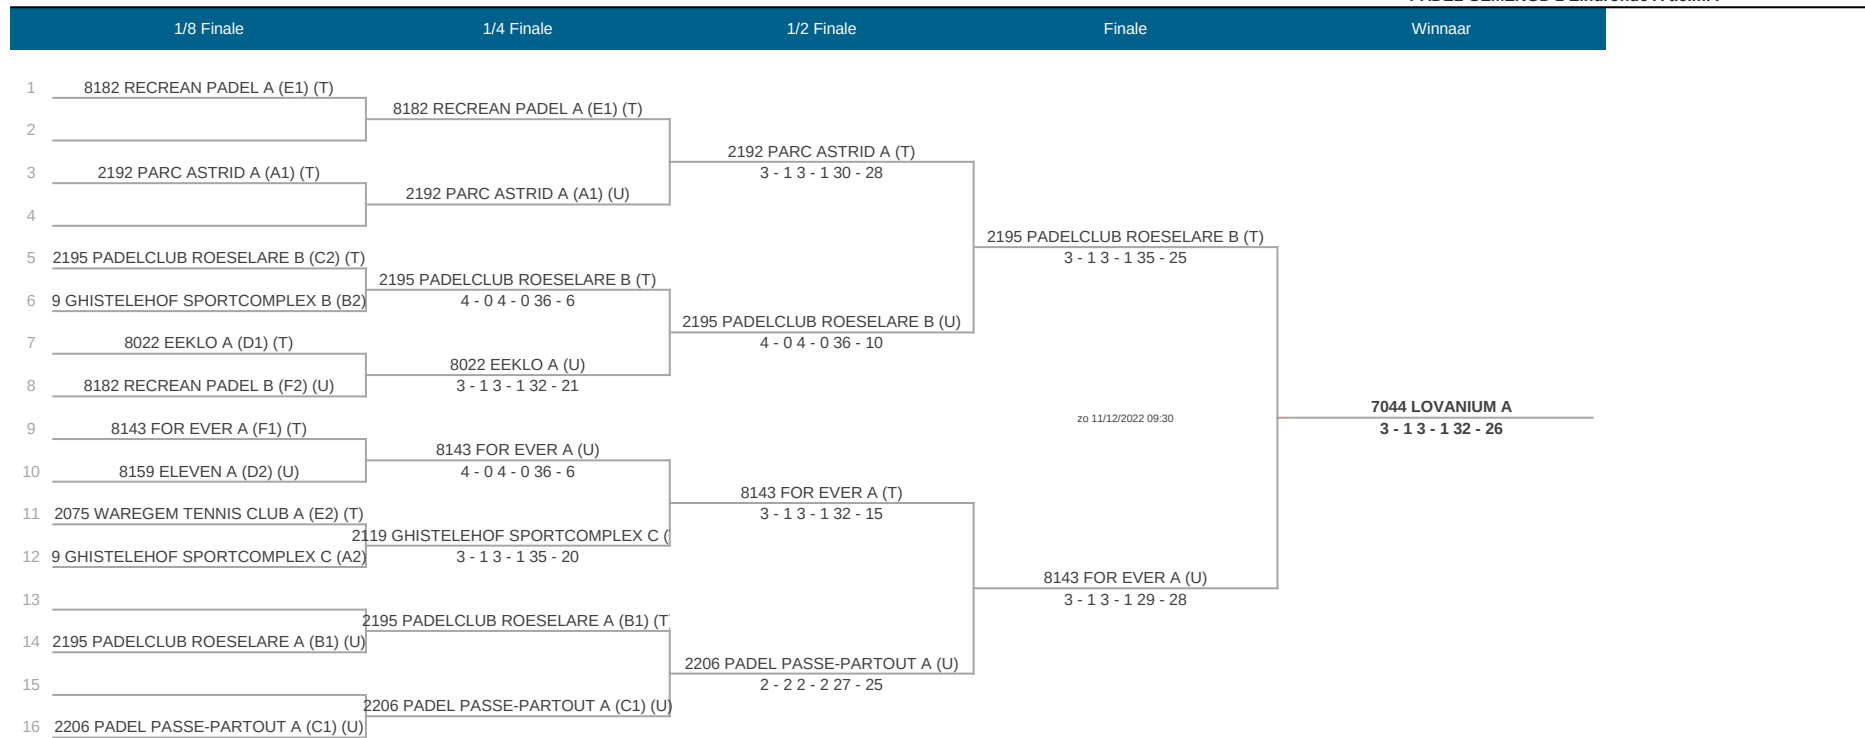 1/8 Finale 1/4 Finale 1/2 Finale Finale Winnaar
1 8182 RECREAN PADEL A (E1) (T)
8182 RECREAN PADEL A (E1) (T)
2
2192 PARC ASTRID A (T)
3 2192 PARC ASTRID A (A1) (T)
3 - 1 3 - 1 30 - 28
2192 PARC ASTRID A (A1) (U)
4
2195 PADELCLUB ROESELARE B (T)
5 2195 PADELCLUB ROESELARE B (C2) (T)
3 - 1 3 - 1 35 - 25
2195 PADELCLUB ROESELARE B (T)
6 9 GHISTELEHOF SPORTCOMPLEX B (B2)
4 - 0 4 - 0 36 - 6
2195 PADELCLUB ROESELARE B (U)
7 8022 EEKLO A (D1) (T)
4 - 0 4 - 0 36 - 10
8022 EEKLO A (U)
8 8182 RECREAN PADEL B (F2) (U)
3 - 1 3 - 1 32 - 21
7044 LOVANIUM A
zo 11/12/2022 09:30
9 8143 FOR EVER A (F1) (T)
3 - 1 3 - 1 32 - 26
8143 FOR EVER A (U)
10 8159 ELEVEN A (D2) (U)
4 - 0 4 - 0 36 - 6
8143 FOR EVER A (T)
11 2075 WAREGEM TENNIS CLUB A (E2) (T)
3 - 1 3 - 1 32 - 15
2119 GHISTELEHOF SPORTCOMPLEX C (
12 9 GHISTELEHOF SPORTCOMPLEX C (A2)
3 - 1 3 - 1 35 - 20
8143 FOR EVER A (U)
13
3 - 1 3 - 1 29 - 28
2195 PADELCLUB ROESELARE A (B1) (T
14 2195 PADELCLUB ROESELARE A (B1) (U)
2206 PADEL PASSE-PARTOUT A (U)
15
2 - 2 2 - 2 27 - 25
2206 PADEL PASSE-PARTOUT A (C1) (U)
16 2206 PADEL PASSE-PARTOUT A (C1) (U)